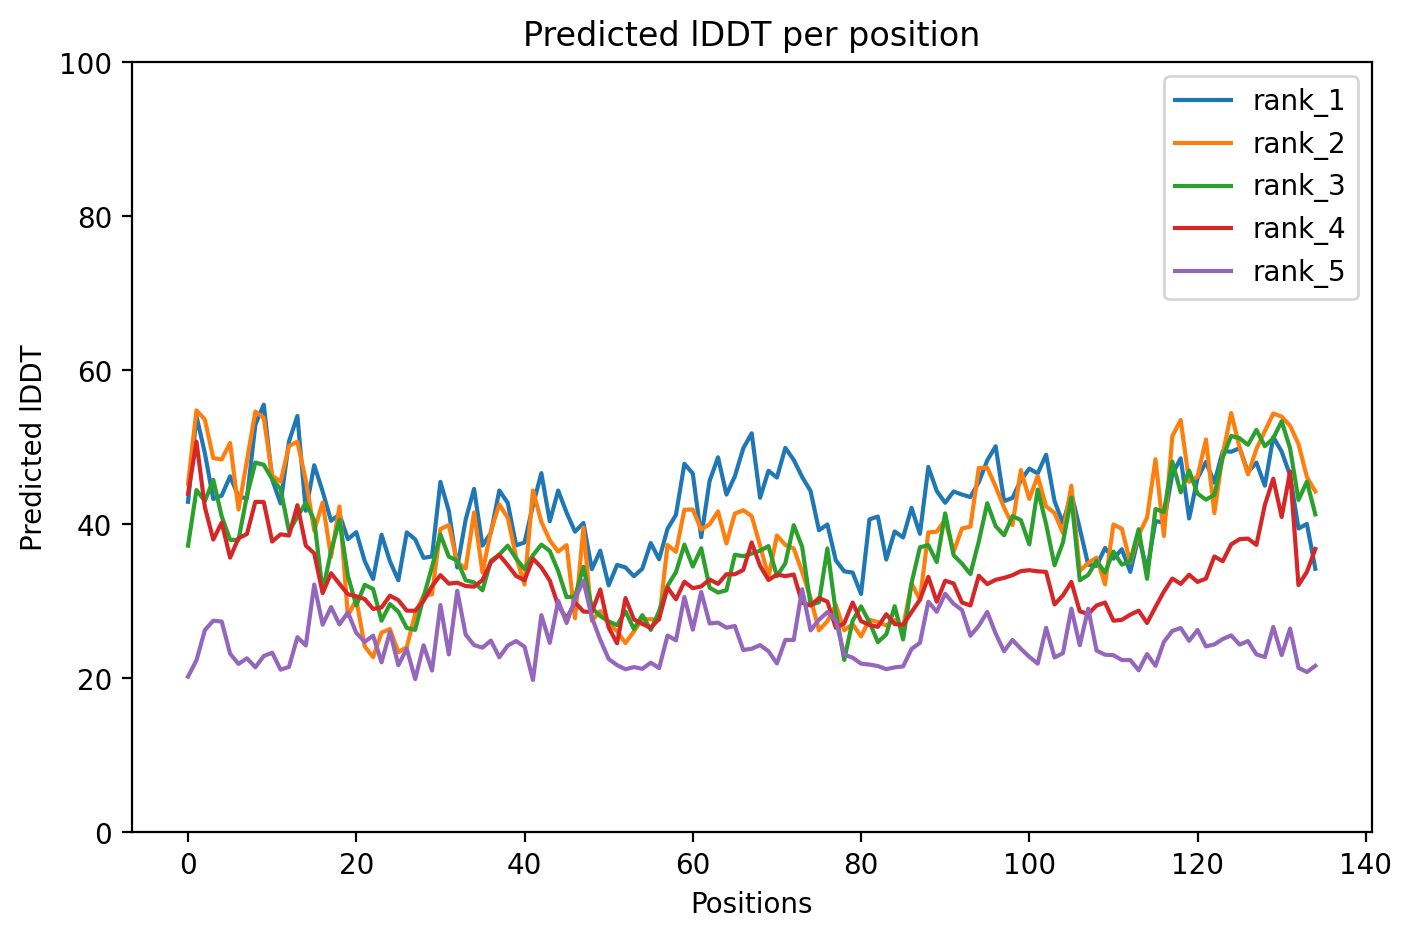 Predicted lDDT per position
100
80
60
40
20
0
Predicted lDDT
0 20 40 60 80 100 120 140
Positions
rank_1
rank_2
rank_3
rank_4
rank_5